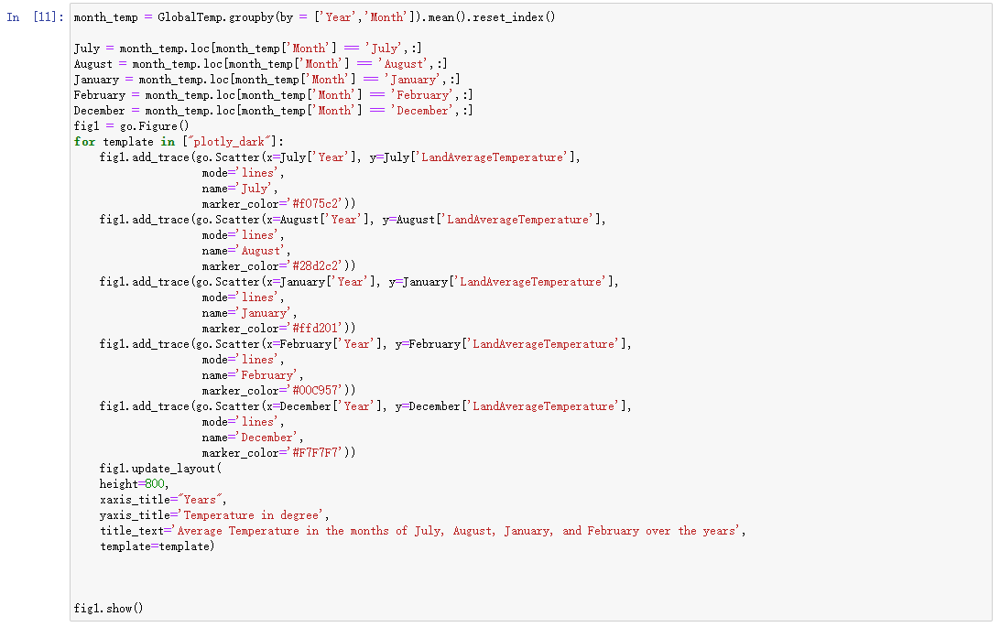 In [11]: month_temp = GlobalTemp.groupby(by = ['Year','Month']).mean().reset_index()
July = month_temp.loc[month_temp['Month'] == 'July',:]
August = month_temp.loc[month_temp['Month'] == 'August',:]
January = month_temp.loc[month_temp['Month'] == 'January',:]
February = month_temp.loc[month_temp['Month'] == 'February',:]
December = month_temp.loc[month_temp['Month'] == 'December',:]
fig1 = go.Figure()
for template in ["plotly_dark"]:
    fig1.add_trace(go.Scatter(x=July['Year'], y=July['LandAverageTemperature'],
                    mode='lines',
                    name='July',
                    marker_color='#f075c2'))
    fig1.add_trace(go.Scatter(x=August['Year'], y=August['LandAverageTemperature'],
                    mode='lines',
                    name='August',
                    marker_color='#28d2c2'))
    fig1.add_trace(go.Scatter(x=January['Year'], y=January['LandAverageTemperature'],
                    mode='lines',
                    name='January',
                    marker_color='#ffd201'))
    fig1.add_trace(go.Scatter(x=February['Year'], y=February['LandAverageTemperature'],
                    mode='lines',
                    name='February',
                    marker_color='#00C957'))
    fig1.add_trace(go.Scatter(x=December['Year'], y=December['LandAverageTemperature'],
                    mode='lines',
                    name='December',
                    marker_color='#F7F7F7'))
    fig1.update_layout(
    height=800,
    xaxis_title="Years",
    yaxis_title='Temperature in degree',
    title_text='Average Temperature in the months of July, August, January, and February over the years',
    template=template)
fig1.show()